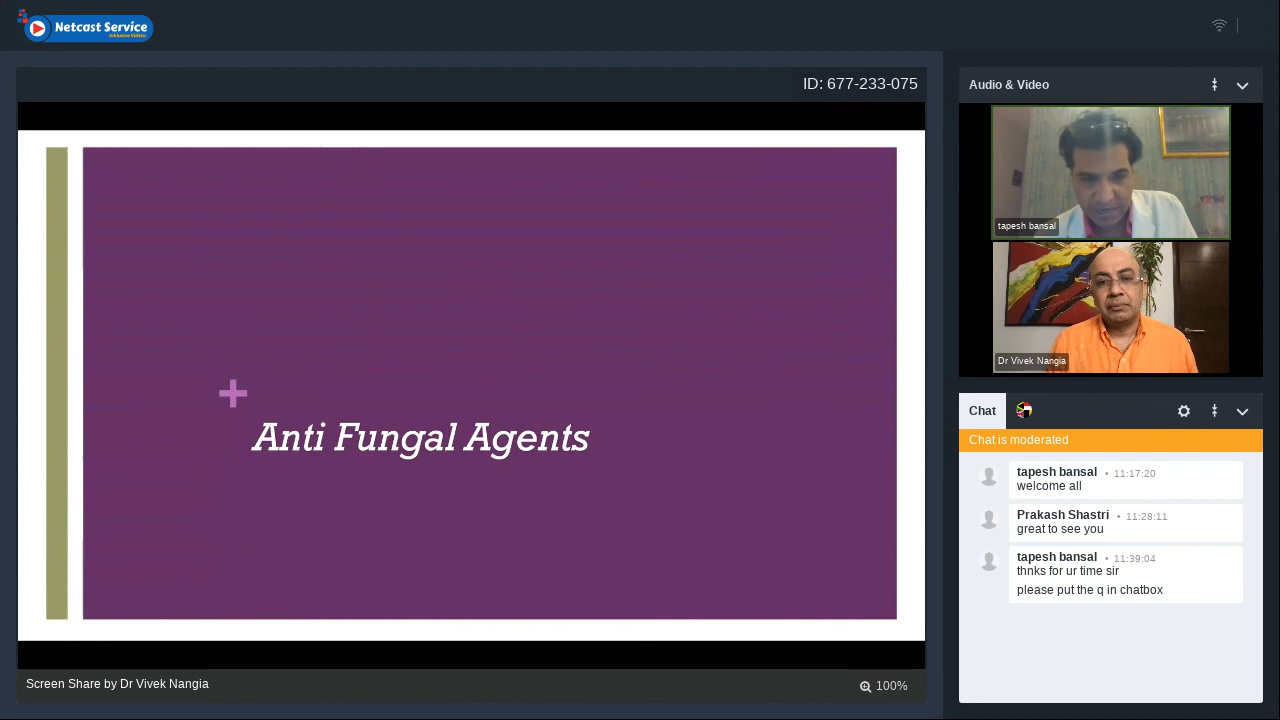 Netcast Service
Inklusive Videos
ID: 677-233-075
Audio & Video
tapesh bansal
Dr Vivek Nangia
+
Anti Fungal Agents
Chat
Chat is moderated
tapesh bansal • 11:17:20
welcome all
Prakash Shastri • 11:28:11
great to see you
tapesh bansal • 11:39:04
thnks for ur time sir
please put the q in chatbox
Screen Share by Dr Vivek Nangia
100%